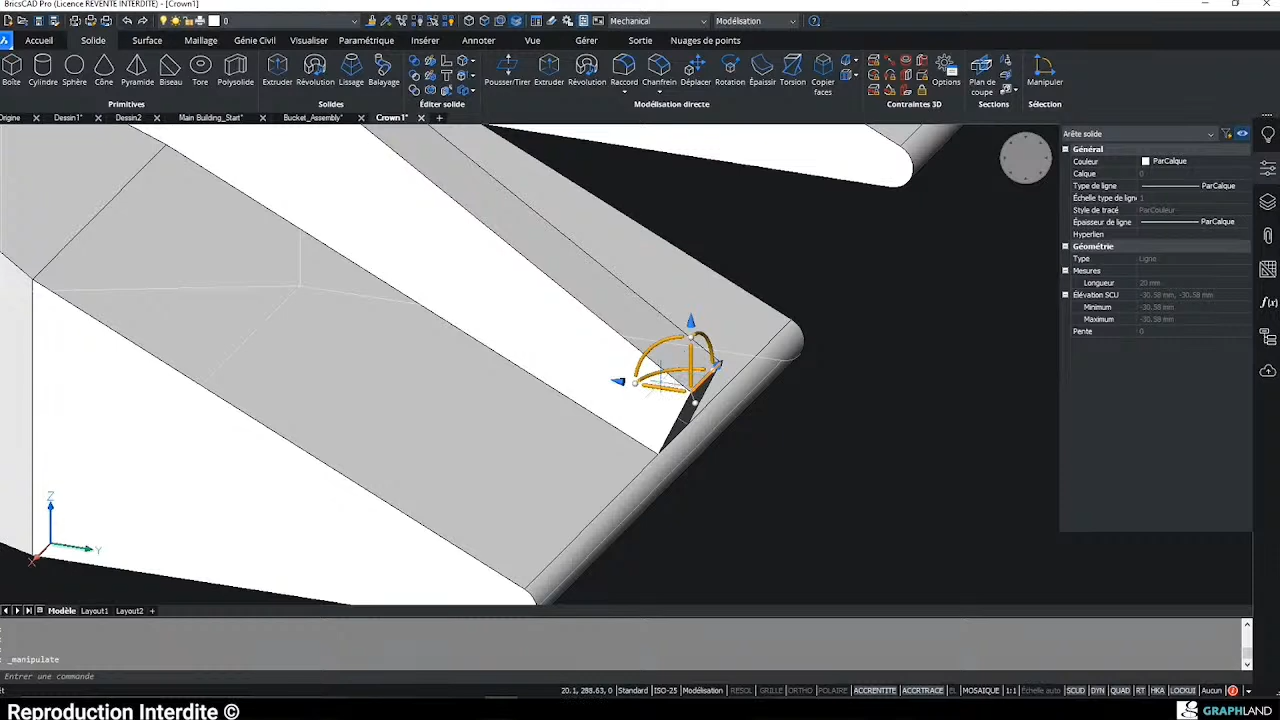 BricsCAD Pro (Licence REVENTE INTERDITE) - [Crown1]
0
Mechanical
Modélisation
Accueil Solide Surface Maillage Génie Civil Visualiser Paramétrique Insérer Annoter Vue Gérer Sortie Nuages de points
Boîte Cylindre Sphère Cône Pyramide Biseau Tore Polysolide Extruder Révolution Lissage Balayage Pousser/Tirer Extruder Révolution Raccord Chanfrein Déplacer Rotation Épaissir Torsion Copier faces Options Plan de coupe Manipuler
Primitives Solides Éditer solide Modélisation directe Contraintes 3D Sections Sélection
Origine Dessin1* Dessin2 Main Building_Start* Bucket_Assembly* Crown1* +
Arête solide
Général
Couleur ParCalque
Calque 0
Type de ligne ParCalque
Échelle type de ligne 1
Style de tracé ParCouleur
Épaisseur de ligne ParCalque
Hyperlien
Géométrie
Type Ligne
Mesures
Longueur 20 mm
Élévation SCU -30.58 mm, -30.58 mm
Minimum -30.58 mm
Maximum -30.58 mm
Pente 0
f(x)
Z
Y
X
Modèle Layout1 Layout2 +
:
:
: _manipulate
Entrer une commande
20.1, 288.63, 0 Standard ISO-25 Modélisation RESOL GRILLE ORTHO POLAIRE ACCRENTITE ACCRTRACE EL MOSAIQUE 1:1 Échelle auto SCUD DYN QUAD RT HKA LOCKUI Aucun
Reproduction Interdite ©
GRAPHLAND